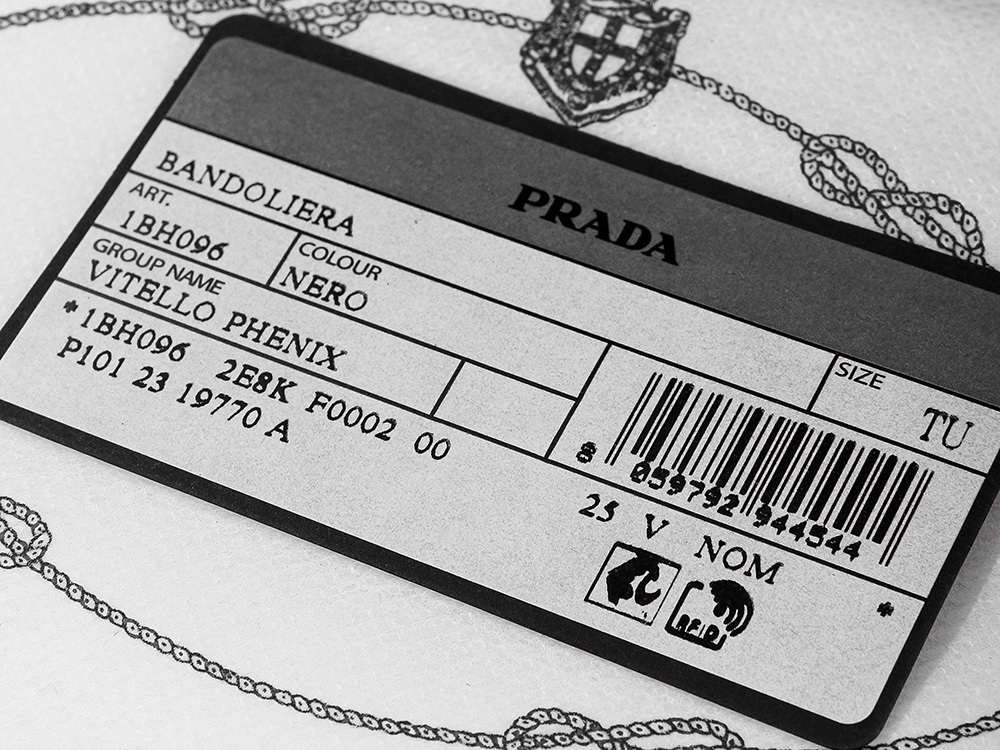 PRADA
BANDOLIERA
ART.
1BH096
COLOUR
NERO
SIZE
TU
GROUP NAME
VITELLO PHENIX
*1BH096 2E8K F0002 00
P101 23 19770 A
8 059792 944544
25 V NOM
RFID
*